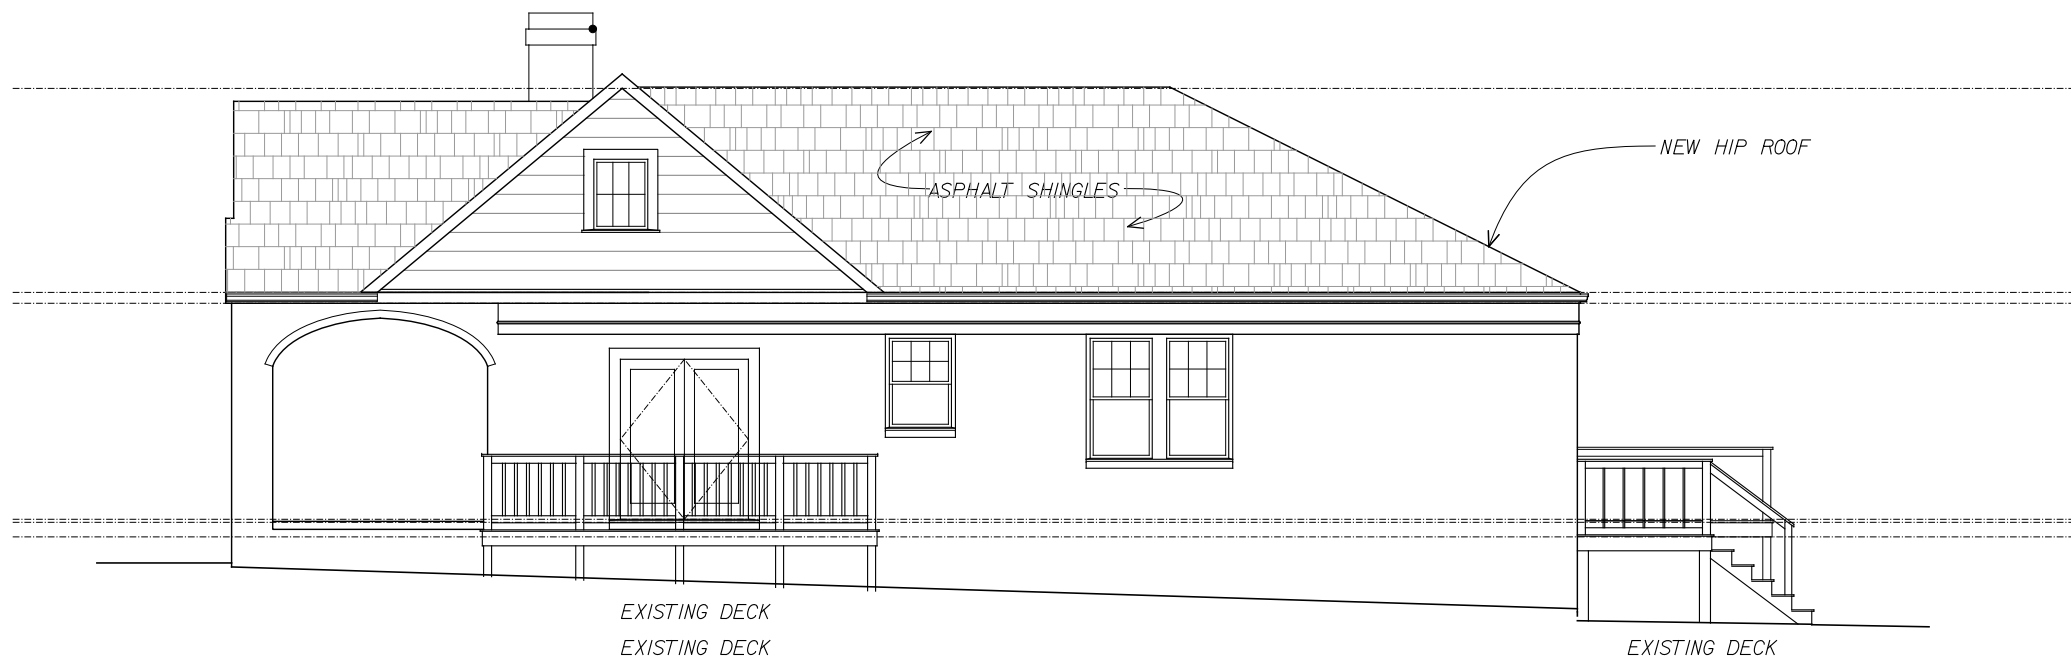 NEW HIP ROOF
ASPHALT SHINGLES
EXISTING DECK
EXISTING DECK
EXISTING DECK